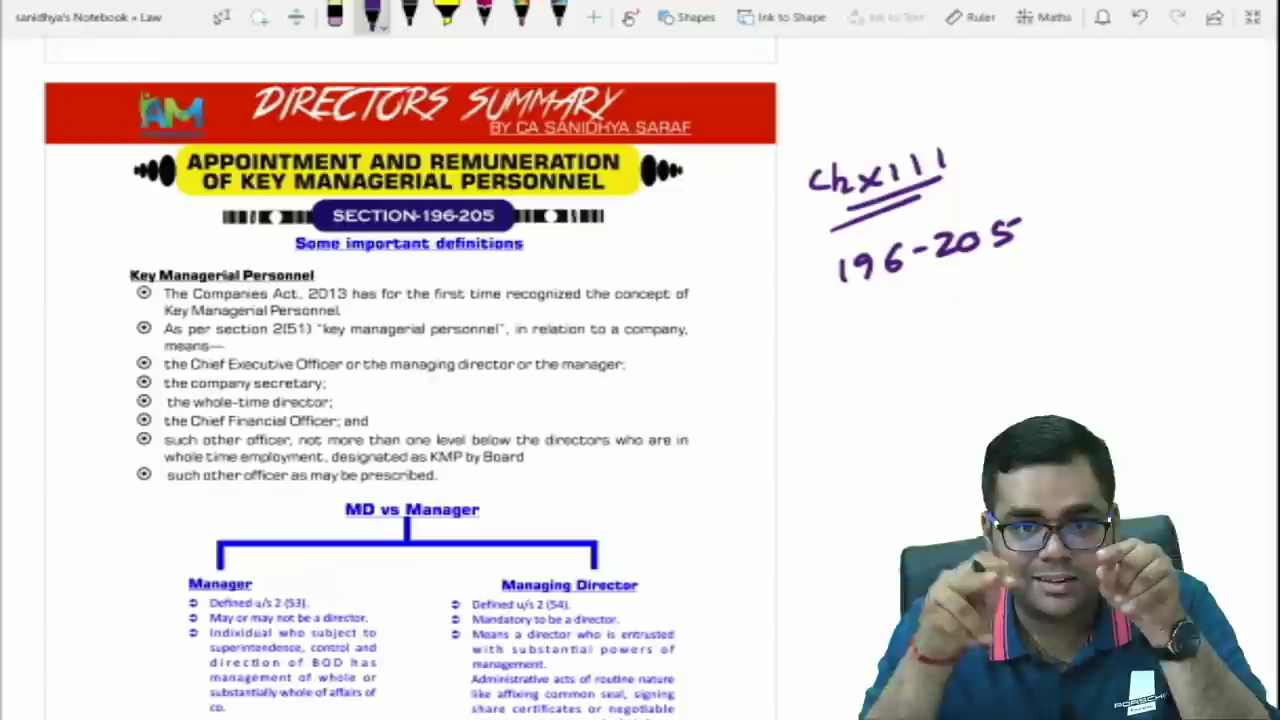 sanidhya's Notebook » Law
Shapes
Ink to Shape
Ink to Text
Ruler
Maths
AM
DIRECTORS SUMMARY
BY CA SANIDHYA SARAF
APPOINTMENT AND REMUNERATION
OF KEY MANAGERIAL PERSONNEL
SECTION-196-205
Some important definitions
Key Managerial Personnel
The Companies Act, 2013 has for the first time recognized the concept of
Key Managerial Personnel.
As per section 2(51) "key managerial personnel", in relation to a company,
means—
the Chief Executive Officer or the managing director or the manager;
the company secretary;
the whole-time director;
the Chief Financial Officer; and
such other officer, not more than one level below the directors who are in
whole time employment, designated as KMP by Board
such other officer as may be prescribed.
MD vs Manager
Manager
Defined u/s 2 (53).
May or may not be a director.
Individual who subject to
superintendence, control and
direction of BOD has
management of whole or
substantially whole of affairs of
co.
Managing Director
Defined u/s 2 (54).
Mandatory to be a director.
Means a director who is entrusted
with substantial powers of
management.
Administrative acts of routine nature
like affixing common seal, signing
share certificates or negotiable
Ch XIII
196-205
PORSCHE